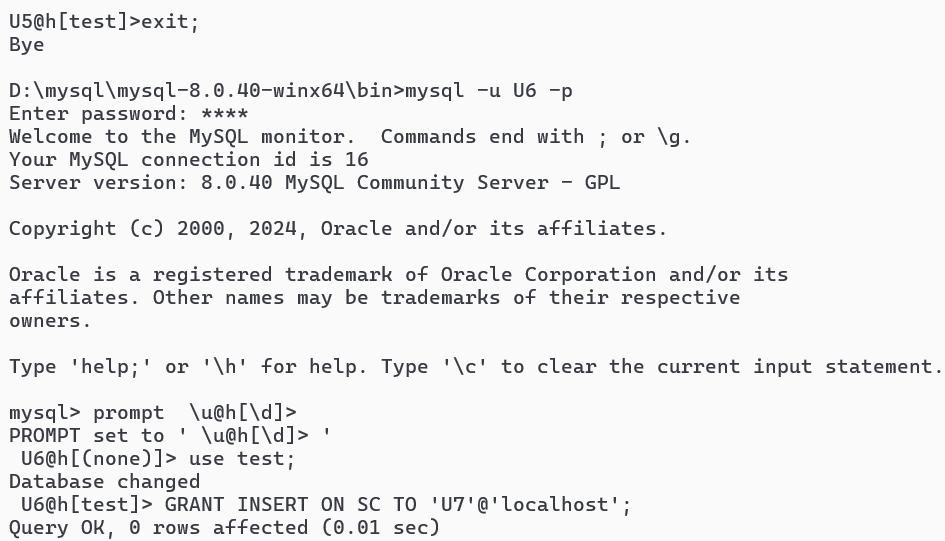 U5@h[test]>exit;
Bye
D:\mysql\mysql-8.0.40-winx64\bin>mysql -u U6 -p
Enter password: ****
Welcome to the MySQL monitor.  Commands end with ; or \g.
Your MySQL connection id is 16
Server version: 8.0.40 MySQL Community Server - GPL
Copyright (c) 2000, 2024, Oracle and/or its affiliates.
Oracle is a registered trademark of Oracle Corporation and/or its
affiliates. Other names may be trademarks of their respective
owners.
Type 'help;' or '\h' for help. Type '\c' to clear the current input statement.
mysql> prompt  \u@h[\d]>
PROMPT set to ' \u@h[\d]> '
 U6@h[(none)]> use test;
Database changed
 U6@h[test]> GRANT INSERT ON SC TO 'U7'@'localhost';
Query OK, 0 rows affected (0.01 sec)